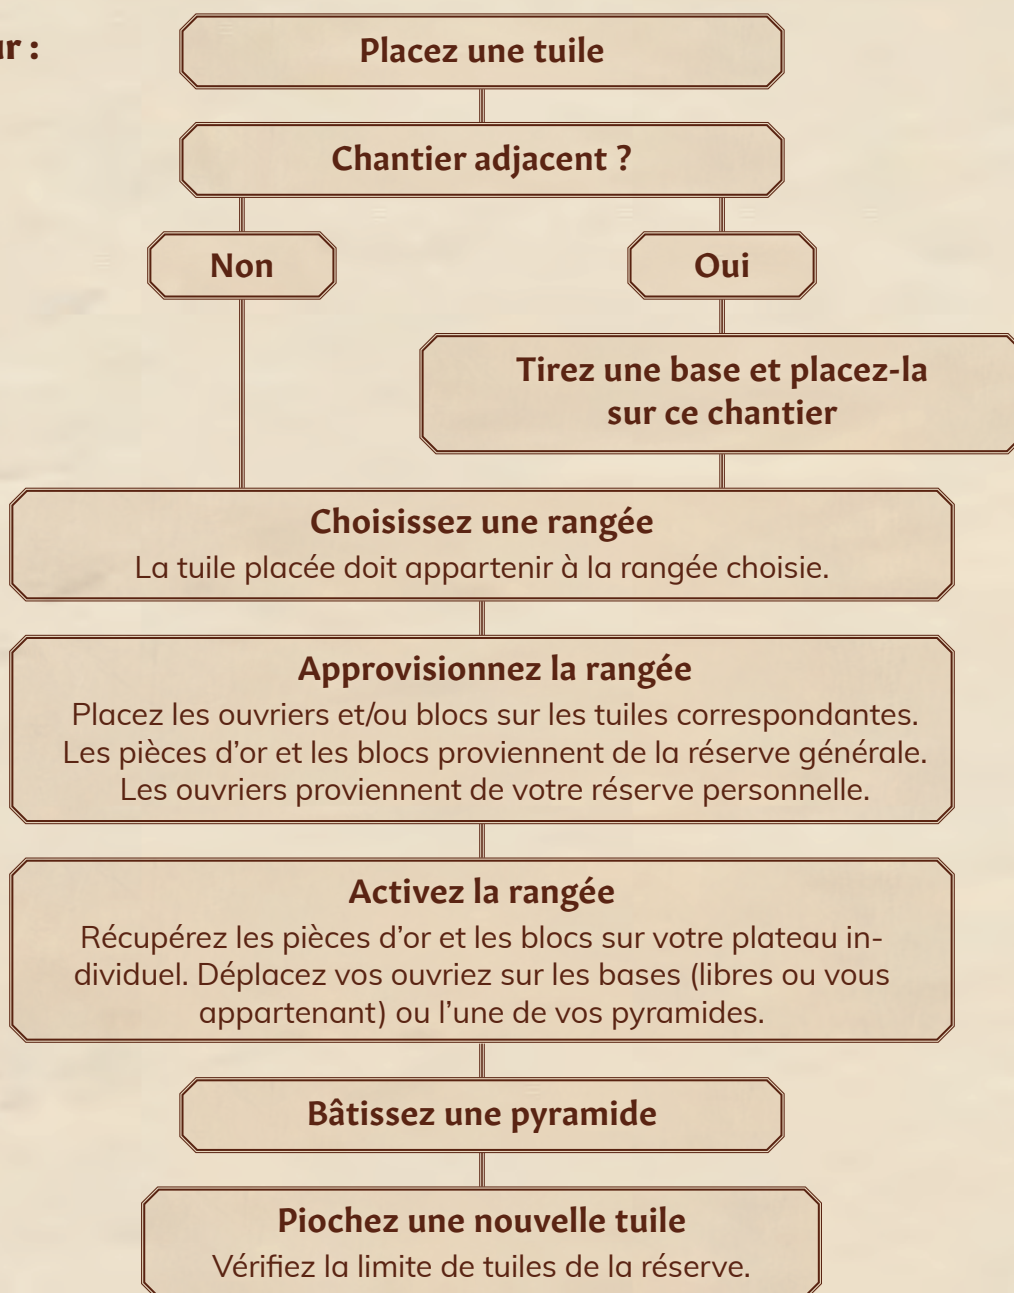 ur :
Placez une tuile
Chantier adjacent ?
Non
Oui
Tirez une base et placez-la
sur ce chantier
Choisissez une rangée
La tuile placée doit appartenir à la rangée choisie.
Approvisionnez la rangée
Placez les ouvriers et/ou blocs sur les tuiles correspondantes.
Les pièces d’or et les blocs proviennent de la réserve générale.
Les ouvriers proviennent de votre réserve personnelle.
Activez la rangée
Récupérez les pièces d’or et les blocs sur votre plateau in-
dividuel. Déplacez vos ouvriez sur les bases (libres ou vous
appartenant) ou l’une de vos pyramides.
Bâtissez une pyramide
Piochez une nouvelle tuile
Vérifiez la limite de tuiles de la réserve.